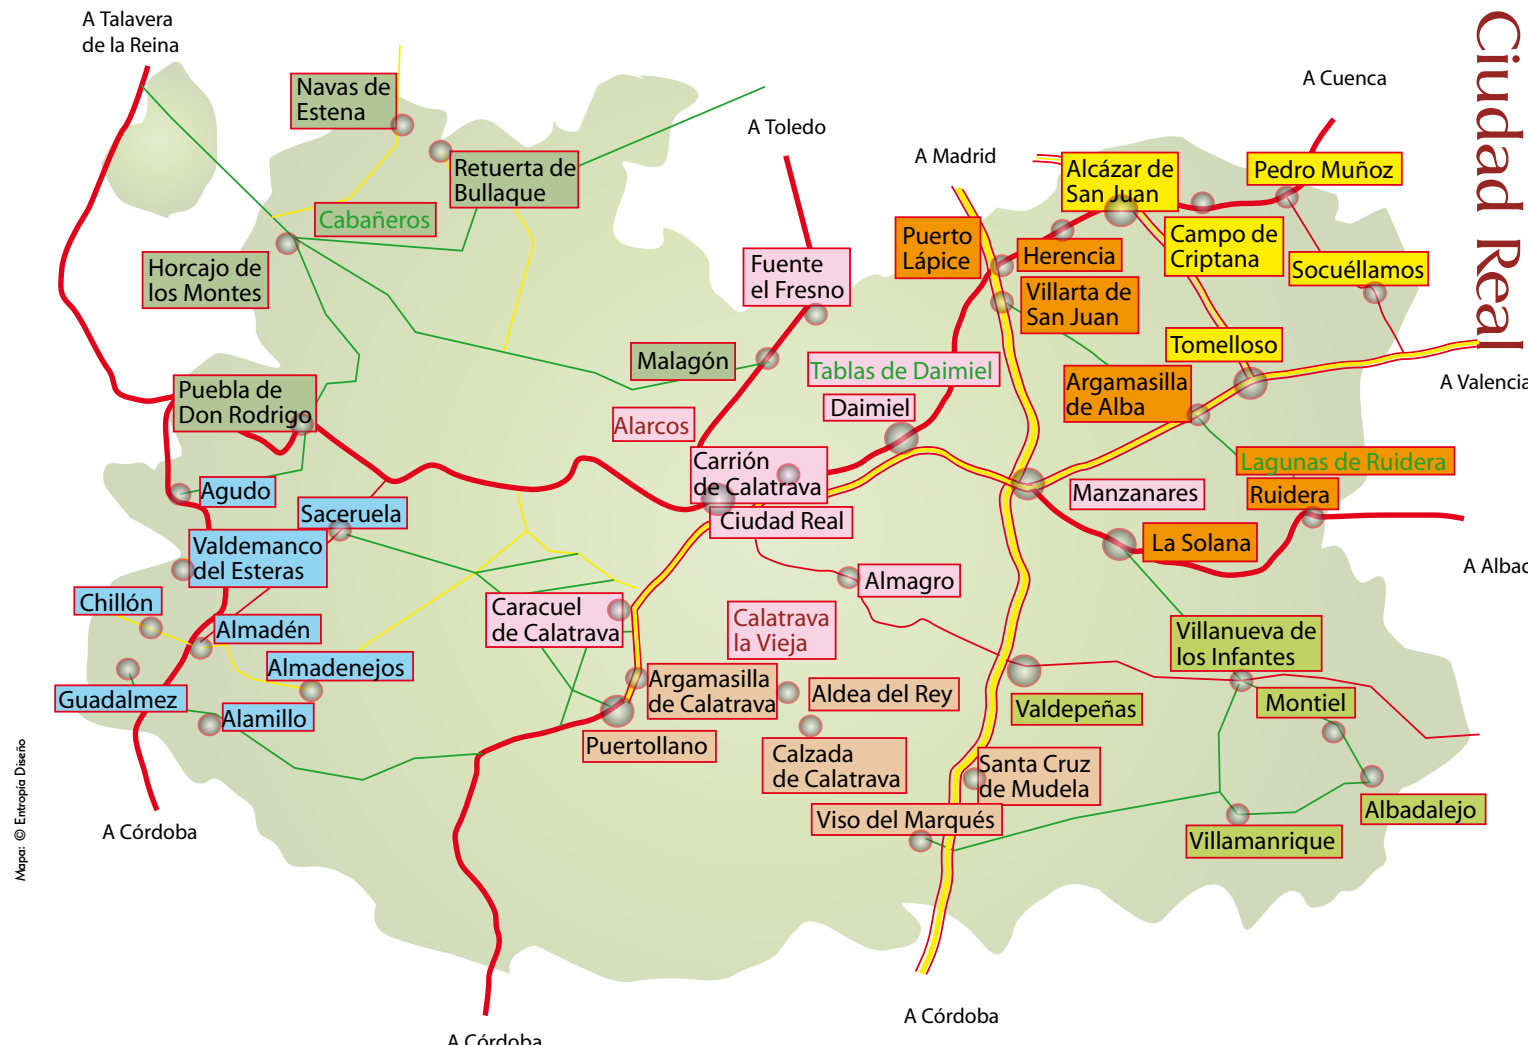 A Talavera
de la Reina
Ciudad Real
Navas de
Estena
A Cuenca
A Toledo
A Madrid
Retuerta de
Bullaque
Alcázar de
San Juan
Pedro Muñoz
Cabañeros
Puerto
Lápice
Herencia
Campo de
Criptana
Horcajo de
los Montes
Fuente
el Fresno
Socuéllamos
Villarta de
San Juan
Malagón
Tablas de Daimiel
Tomelloso
Puebla de
Don Rodrigo
Argamasilla
de Alba
A Valencia
Daimiel
Alarcos
Carrión
de Calatrava
Lagunas de Ruidera
Agudo
Manzanares
Ruidera
Saceruela
Ciudad Real
Valdemanco
del Esteras
La Solana
A Albac
Chillón
Almagro
Caracuel
de Calatrava
Calatrava
la Vieja
Almadén
Villanueva de
los Infantes
Almadenejos
Guadalmez
Argamasilla
de Calatrava
Aldea del Rey
Valdepeñas
Montiel
Alamillo
Puertollano
Calzada
de Calatrava
Santa Cruz
de Mudela
Viso del Marqués
Albadalejo
Villamanrique
A Córdoba
Mapa: © Entropía Diseño
A Córdoba
A Córdoba